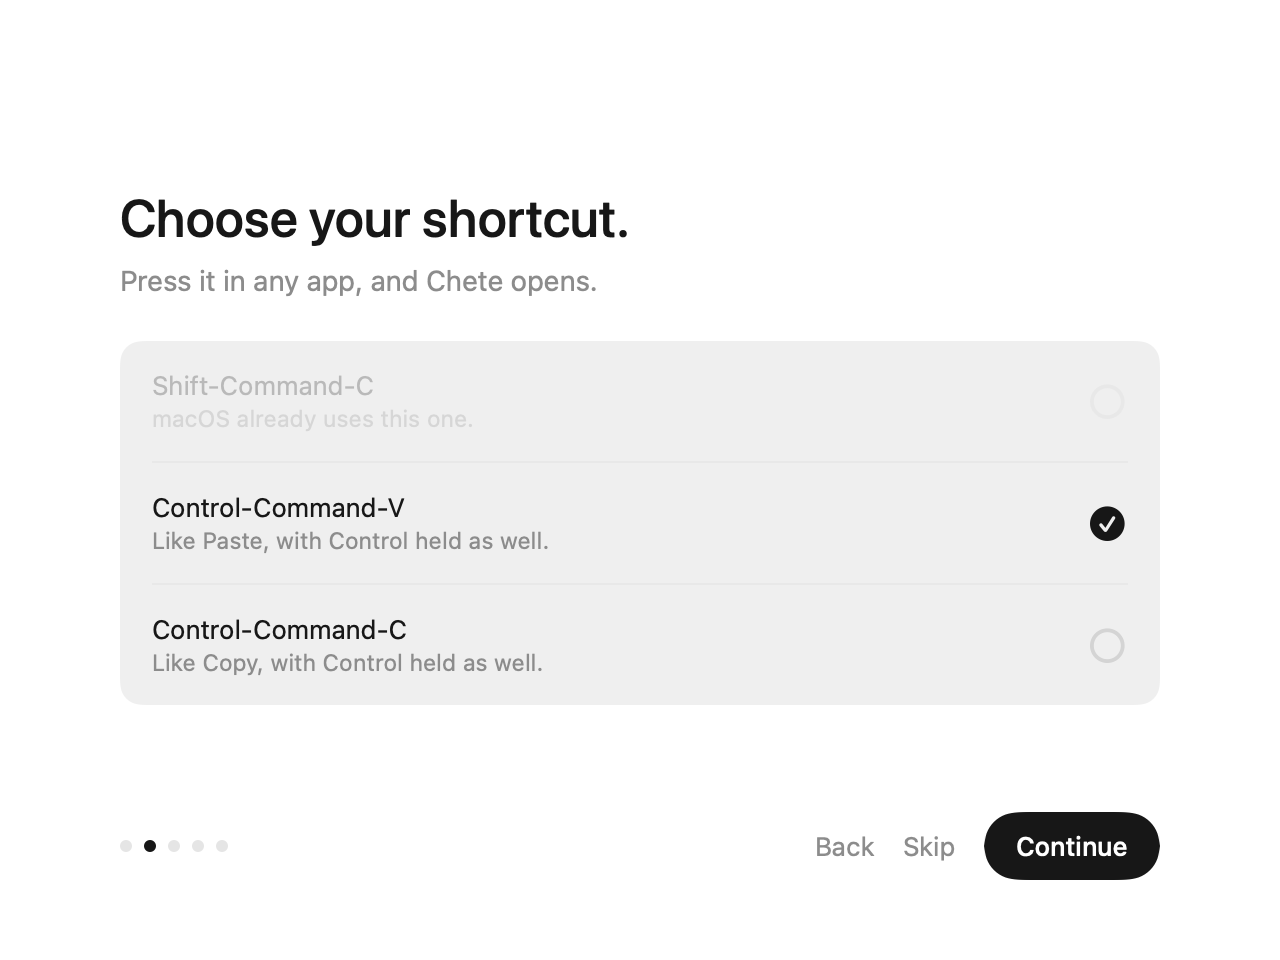 Choose your shortcut.
Press it in any app, and Chete opens.
Shift-Command-C
macOS already uses this one.
Control-Command-V
Like Paste, with Control held as well.
Control-Command-C
Like Copy, with Control held as well.
Back Skip Continue